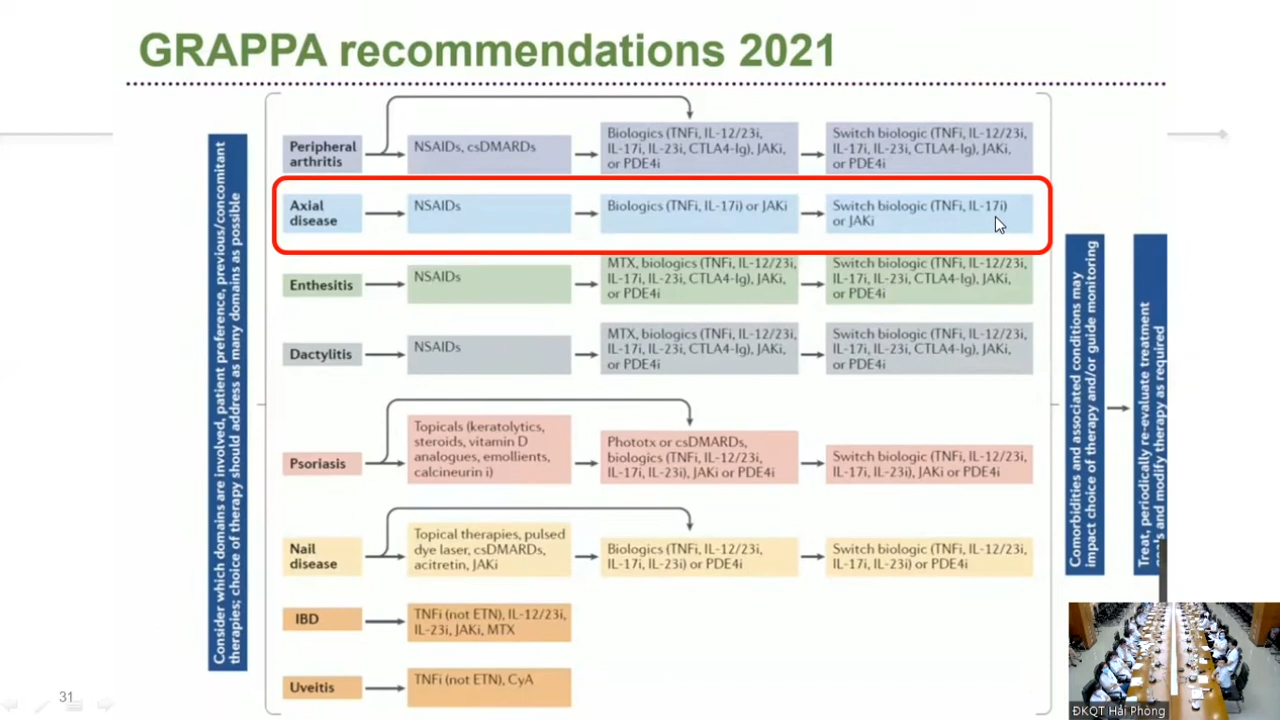 GRAPPA recommendations 2021
Consider which domains are involved, patient preference, previous/concomitant
therapies; choice of therapy should address as many domains as possible
Peripheral
arthritis
NSAIDs, csDMARDs
Biologics (TNFi, IL-12/23i,
IL-17i, IL-23i, CTLA4-Ig), JAKi,
or PDE4i
Switch biologic (TNFi, IL-12/23i,
IL-17i, IL-23i, CTLA4-Ig), JAKi,
or PDE4i
Axial
disease
NSAIDs
Biologics (TNFi, IL-17i) or JAKi
Switch biologic (TNFi, IL-17i)
or JAKi
Enthesitis
NSAIDs
MTX, biologics (TNFi, IL-12/23i,
IL-17i, IL-23i, CTLA4-Ig), JAKi,
or PDE4i
Switch biologic (TNFi, IL-12/23i,
IL-17i, IL-23i, CTLA4-Ig), JAKi,
or PDE4i
Dactylitis
NSAIDs
MTX, biologics (TNFi, IL-12/23i,
IL-17i, IL-23i, CTLA4-Ig), JAKi,
or PDE4i
Switch biologic (TNFi, IL-12/23i,
IL-17i, IL-23i, CTLA4-Ig), JAKi,
or PDE4i
Psoriasis
Topicals (keratolytics,
steroids, vitamin D
analogues, emollients,
calcineurin i)
Phototx or csDMARDs,
biologics (TNFi, IL-12/23i,
IL-17i, IL-23i), JAKi or PDE4i
Switch biologic (TNFi, IL-12/23i,
IL-17i, IL-23i), JAKi or PDE4i
Nail
disease
Topical therapies, pulsed
dye laser, csDMARDs,
acitretin, JAKi
Biologics (TNFi, IL-12/23i,
IL-17i, IL-23i) or PDE4i
Switch biologic (TNFi, IL-12/23i,
IL-17i, IL-23i) or PDE4i
IBD
TNFi (not ETN), IL-12/23i,
IL-23i, JAKi, MTX
Uveitis
TNFi (not ETN), CyA
Comorbidities and associated conditions may
impact choice of therapy and/or guide monitoring
Treat, periodically re-evaluate treatment
and modify therapy as required
31
ĐKQT Hải Phòng